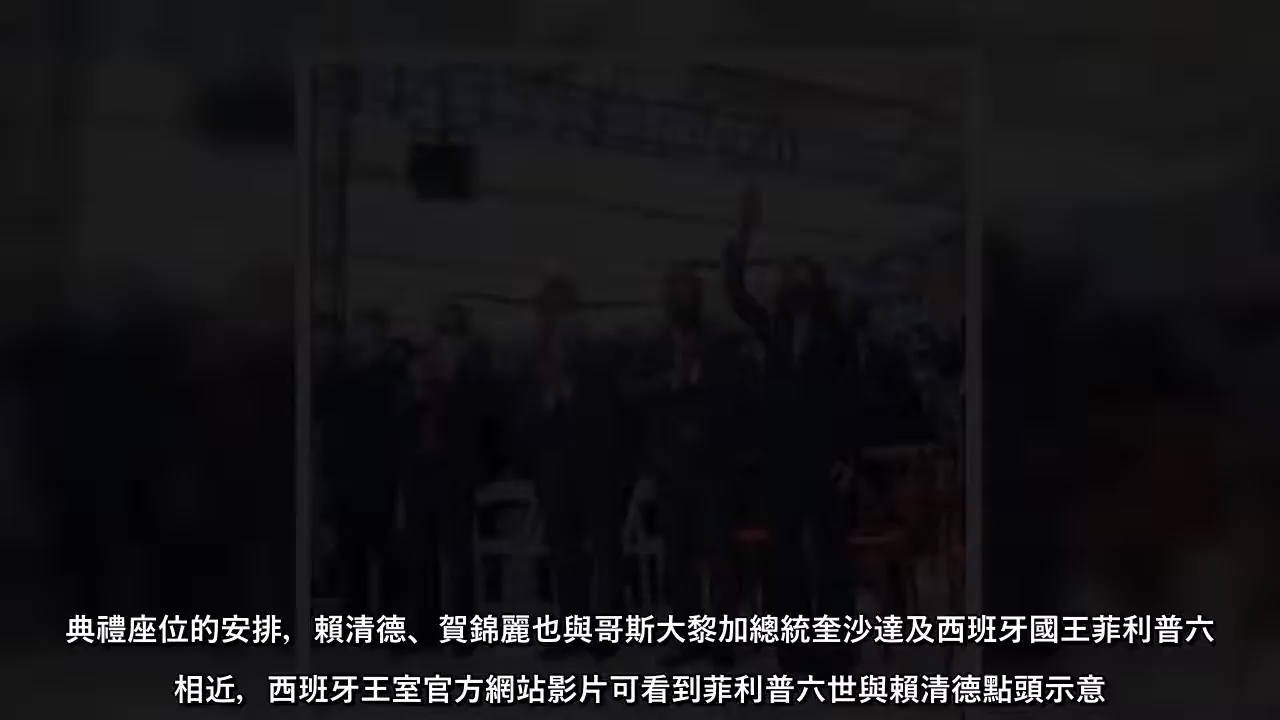 典禮座位的安排，賴清德、賀錦麗也與哥斯大黎加總統奎沙達及西班牙國王菲利普六
相近，西班牙王室官方網站影片可看到菲利普六世與賴清德點頭示意